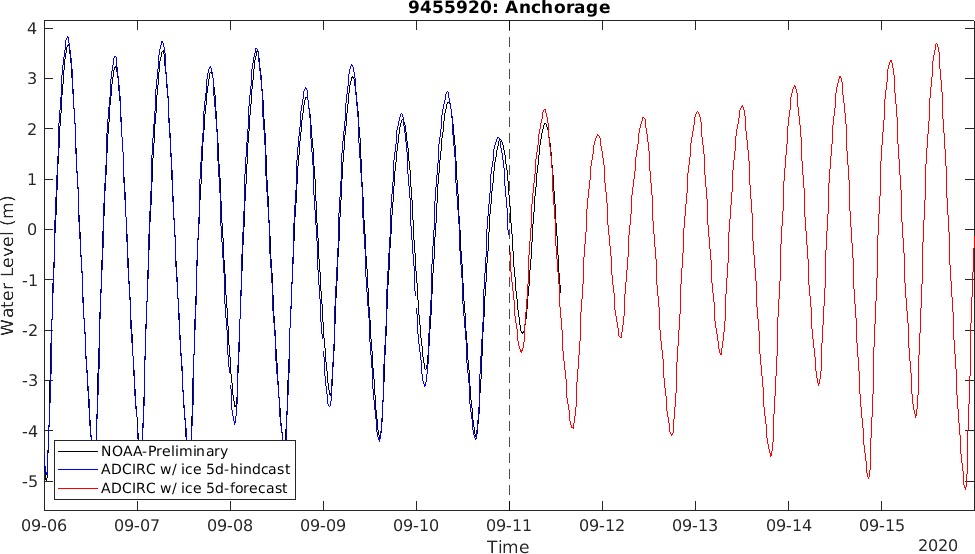 9455920: Anchorage
4
3
2
1
0
-1
-2
-3
-4
-5
Water Level (m)
NOAA-Preliminary
ADCIRC w/ ice 5d-hindcast
ADCIRC w/ ice 5d-forecast
09-06 09-07 09-08 09-09 09-10 09-11 09-12 09-13 09-14 09-15
Time
2020